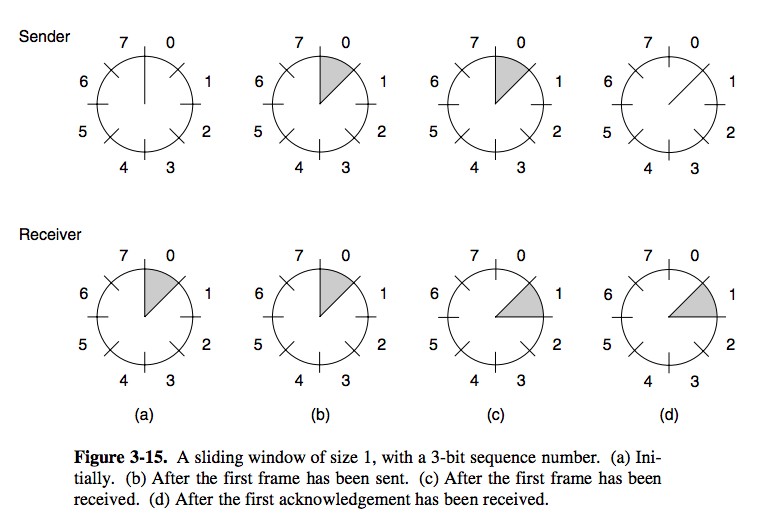 Sender
7 0 7 0 7 0 7 0
6 1 6 1 6 1 6 1
5 2 5 2 5 2 5 2
4 3 4 3 4 3 4 3
Receiver
7 0 7 0 7 0 7 0
6 1 6 1 6 1 6 1
5 2 5 2 5 2 5 2
4 3 4 3 4 3 4 3
(a) (b) (c) (d)
Figure 3-15. A sliding window of size 1, with a 3-bit sequence number. (a) Ini-
tially. (b) After the first frame has been sent. (c) After the first frame has been
received. (d) After the first acknowledgement has been received.